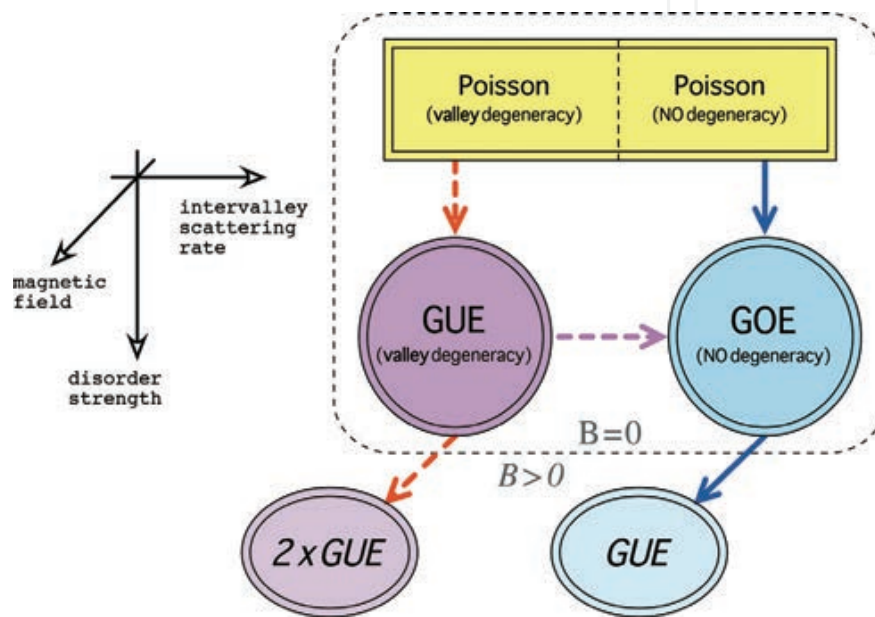 Poisson
(valley degeneracy)
Poisson
(NO degeneracy)
intervalley
scattering
rate
magnetic
field
disorder
strength
GUE
(valley degeneracy)
GOE
(NO degeneracy)
B=0
B>0
2 x GUE
GUE